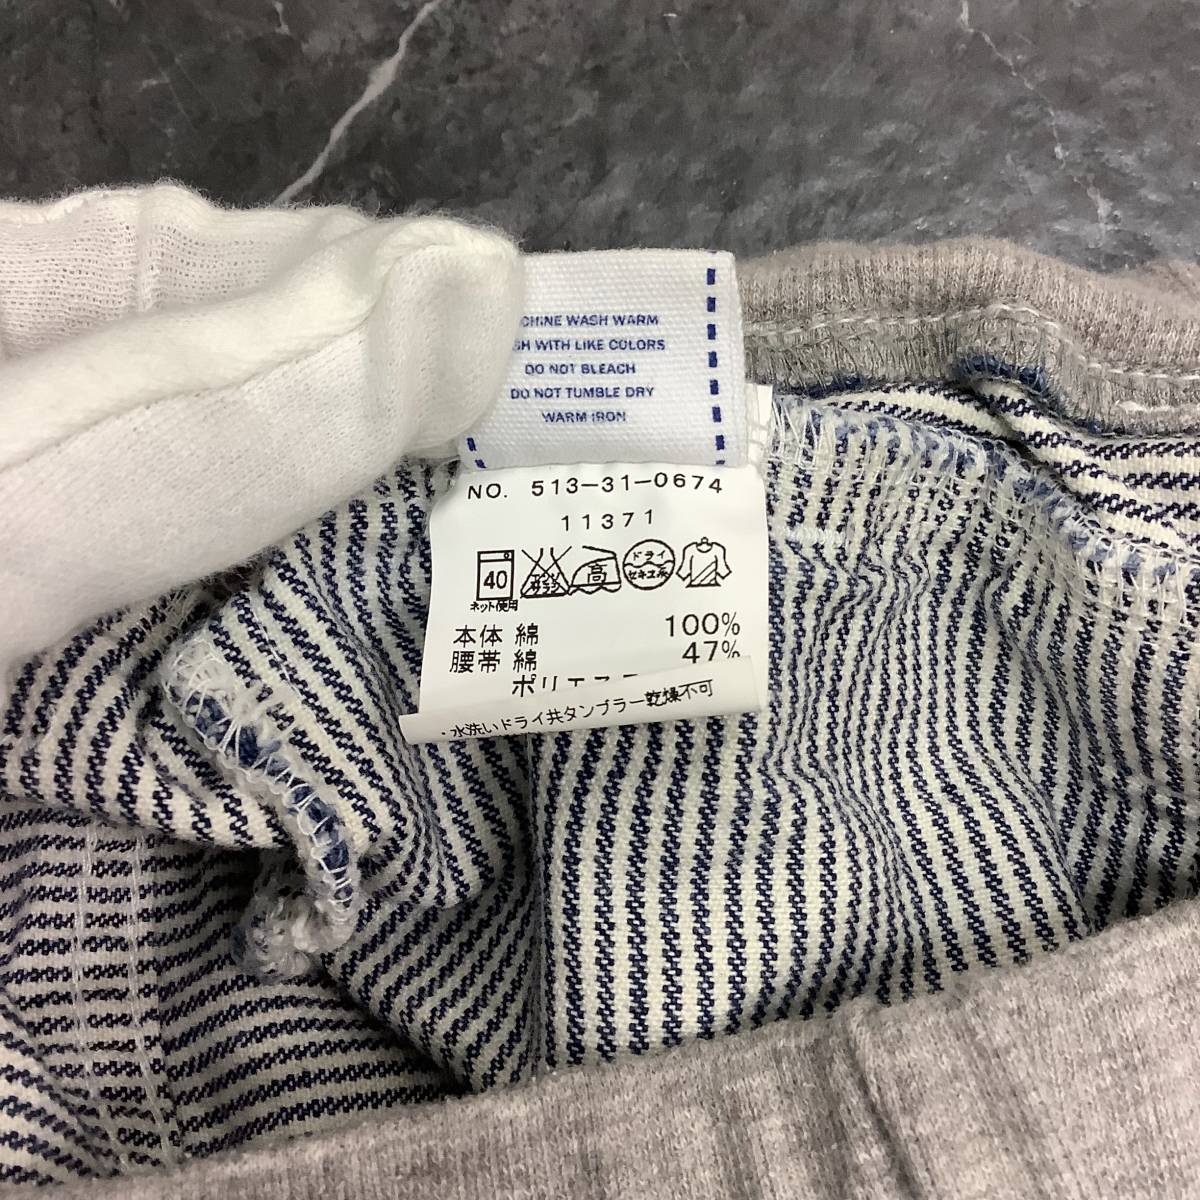 WASH WARM
WITH LIKE COLORS
DO NOT BLEACH
DO NOT TUMBLE DRY
WARM IRON
NO. 513-31-0674
11371
40 高 ドライ セキユ系
ネット使用
本体 綿 100%
腰帯 綿 47%
・水洗いドライ共タンブラー乾燥不可